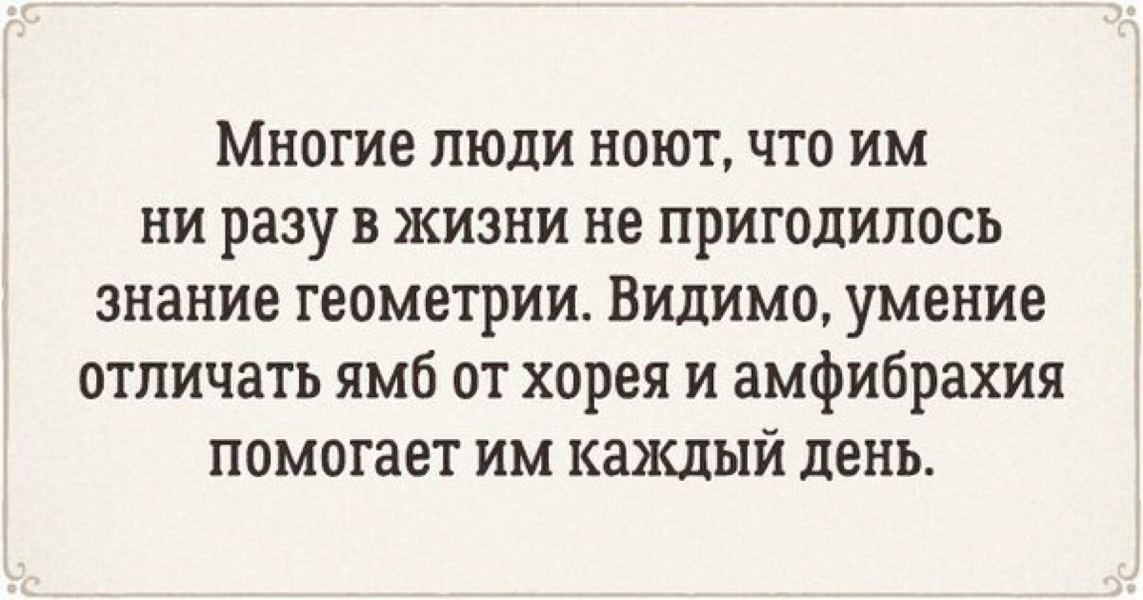 Многие люди ноют, что им
ни разу в жизни не пригодилось
знание геометрии. Видимо, умение
отличать ямб от хорея и амфибрахия
помогает им каждый день.